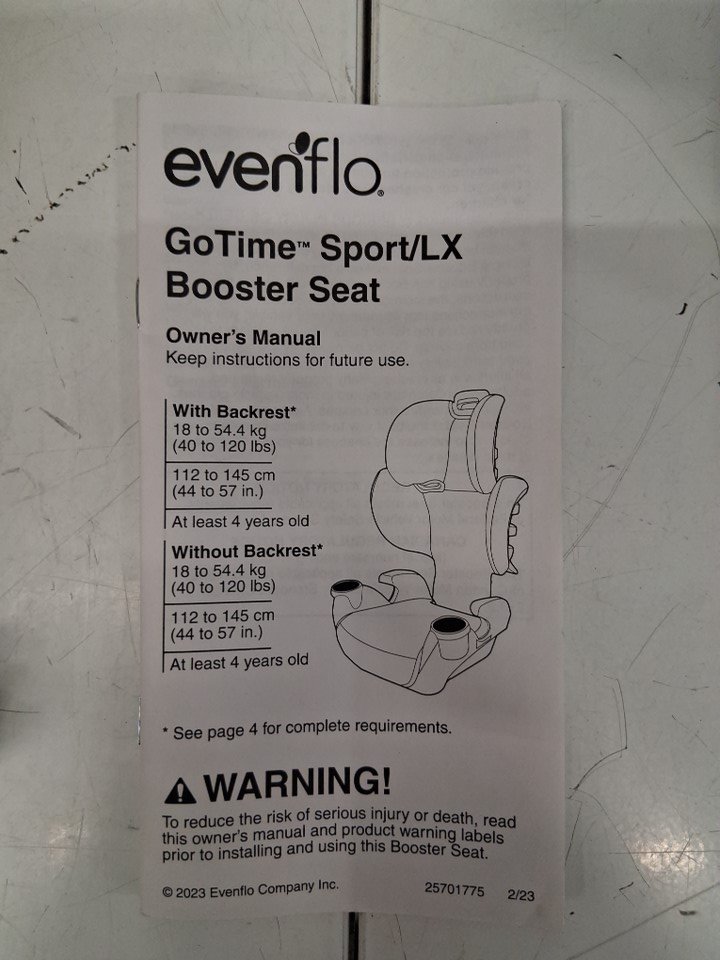 evenflo®
GoTime™ Sport/LX
Booster Seat
Owner's Manual
Keep instructions for future use.
With Backrest*
18 to 54.4 kg
(40 to 120 lbs)
112 to 145 cm
(44 to 57 in.)
At least 4 years old
Without Backrest*
18 to 54.4 kg
(40 to 120 lbs)
112 to 145 cm
(44 to 57 in.)
At least 4 years old
* See page 4 for complete requirements.
WARNING!
To reduce the risk of serious injury or death, read
this owner's manual and product warning labels
prior to installing and using this Booster Seat.
© 2023 Evenflo Company Inc. 25701775 2/23